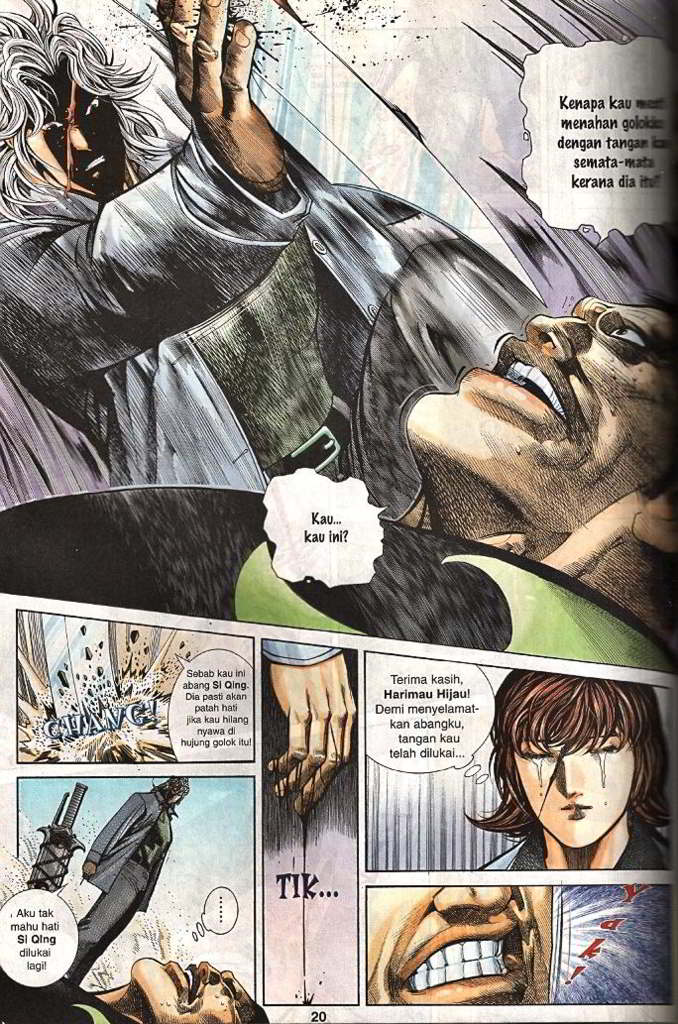 Kenapa kau
menahan
dengan tangan
semata-mata
kerana dia itu!
Kau...
kau ini?
CHANG!
Sebab kau ini
abang Si Qing.
Dia pasti akan
patah hati
jika kau hilang
nyawa di
hujung golok itu!
TIK...
Terima kasih,
Harimau Hijau!
Demi menyelamat-
kan abangku,
tangan kau
telah dilukai...
Aku tak
mahu hati
Si Qing
dilukai
lagi!
......
yaki!
20